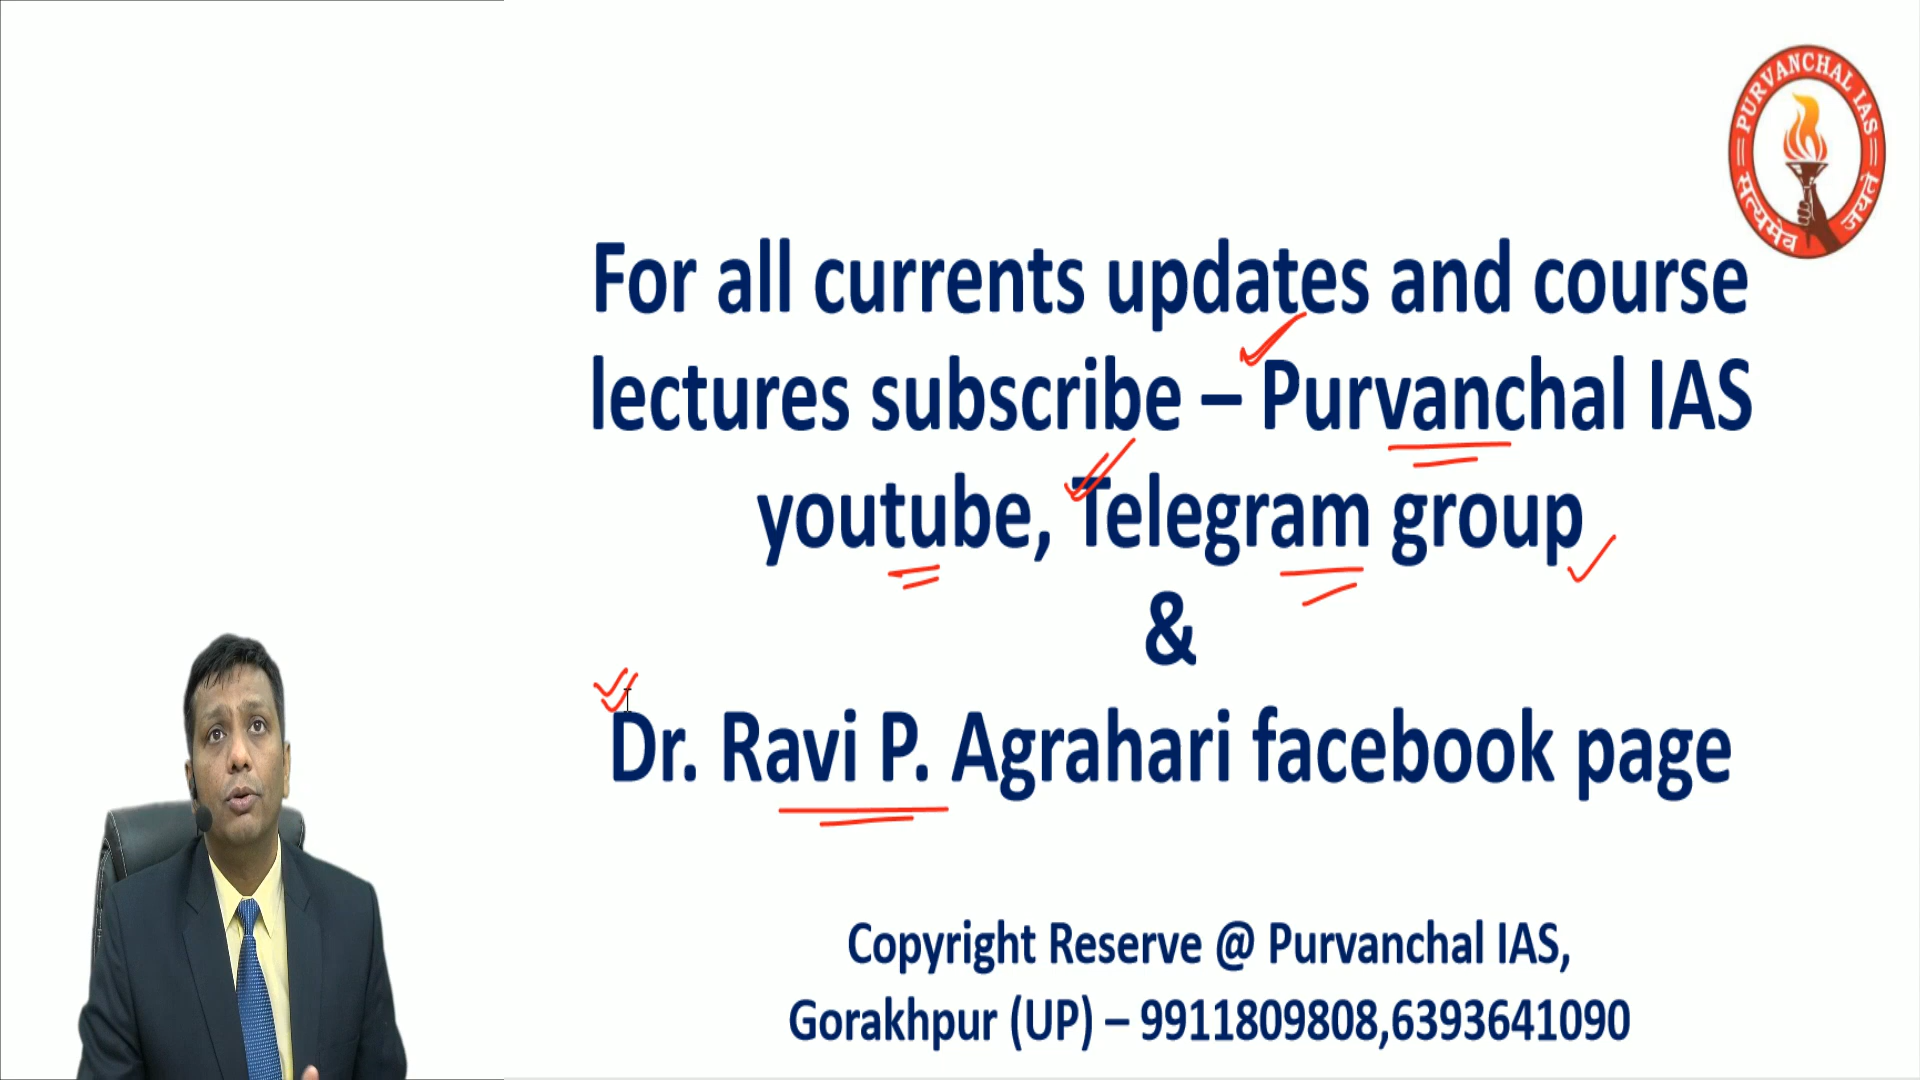 PURVANCHAL IAS
सत्यमेव जयते
For all currents updates and course
lectures subscribe – Purvanchal IAS
youtube, Telegram group
&
Dr. Ravi P. Agrahari facebook page
Copyright Reserve @ Purvanchal IAS,
Gorakhpur (UP) – 9911809808,6393641090